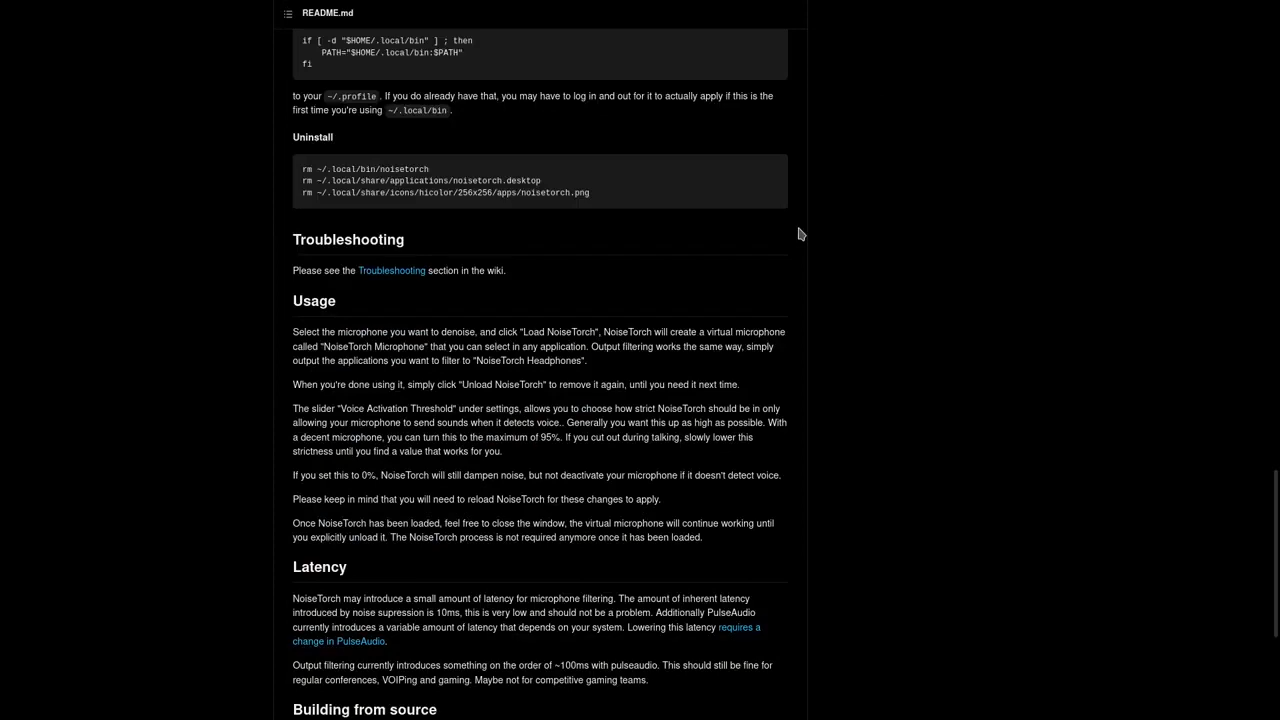 README.md
if [ -d "$HOME/.local/bin" ] ; then
    PATH="$HOME/.local/bin:$PATH"
fi
to your ~/.profile. If you do already have that, you may have to log in and out for it to actually apply if this is the
first time you're using ~/.local/bin.
Uninstall
rm ~/.local/bin/noisetorch
rm ~/.local/share/applications/noisetorch.desktop
rm ~/.local/share/icons/hicolor/256x256/apps/noisetorch.png
Troubleshooting
Please see the Troubleshooting section in the wiki.
Usage
Select the microphone you want to denoise, and click "Load NoiseTorch", NoiseTorch will create a virtual microphone
called "NoiseTorch Microphone" that you can select in any application. Output filtering works the same way, simply
output the applications you want to filter to "NoiseTorch Headphones".
When you're done using it, simply click "Unload NoiseTorch" to remove it again, until you need it next time.
The slider "Voice Activation Threshold" under settings, allows you to choose how strict NoiseTorch should be in only
allowing your microphone to send sounds when it detects voice.. Generally you want this up as high as possible. With
a decent microphone, you can turn this to the maximum of 95%. If you cut out during talking, slowly lower this
strictness until you find a value that works for you.
If you set this to 0%, NoiseTorch will still dampen noise, but not deactivate your microphone if it doesn't detect voice.
Please keep in mind that you will need to reload NoiseTorch for these changes to apply.
Once NoiseTorch has been loaded, feel free to close the window, the virtual microphone will continue working until
you explicitly unload it. The NoiseTorch process is not required anymore once it has been loaded.
Latency
NoiseTorch may introduce a small amount of latency for microphone filtering. The amount of inherent latency
introduced by noise supression is 10ms, this is very low and should not be a problem. Additionally PulseAudio
currently introduces a variable amount of latency that depends on your system. Lowering this latency requires a
change in PulseAudio.
Output filtering currently introduces something on the order of ~100ms with pulseaudio. This should still be fine for
regular conferences, VOIPing and gaming. Maybe not for competitive gaming teams.
Building from source